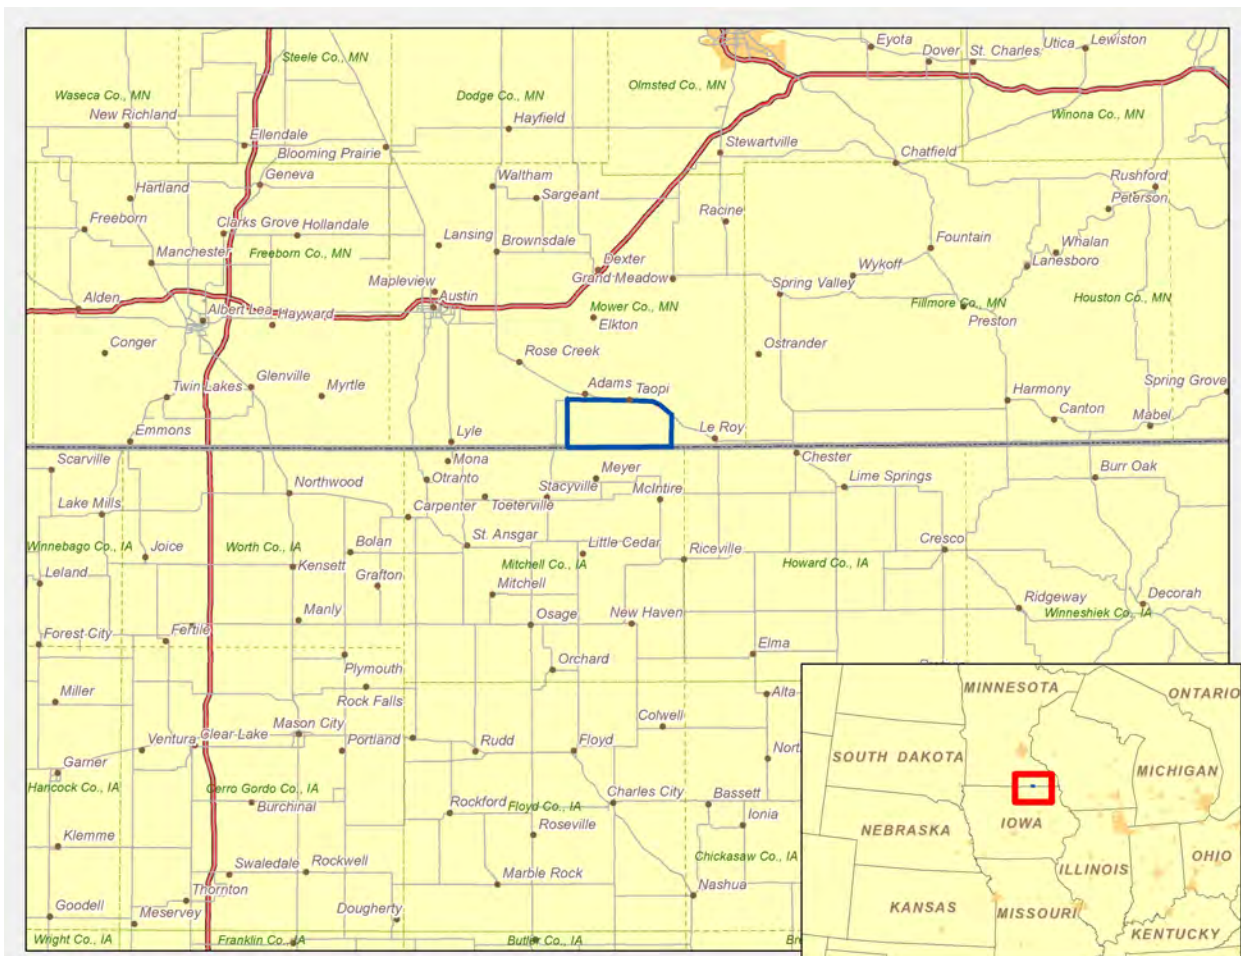 Eyota
Dover
St. Charles
Utica
Lewiston
Steele Co., MN
Olmsted Co., MN
Waseca Co., MN
Dodge Co., MN
New Richland
Hayfield
Winona Co., MN
Ellendale
Blooming Prairie
Stewartville
Chatfield
Geneva
Waltham
Rushford
Hartland
Sargeant
Peterson
Freeborn
Clarks Grove
Hollandale
Racine
Lansing
Brownsdale
Fountain
Whalan
Freeborn Co., MN
Manchester
Dexter
Lanesboro
Grand Meadow
Wykoff
Mapleview
Spring Valley
Alden
Austin
Fillmore Co., MN
Houston Co., MN
Albert Lea
Hayward
Mower Co., MN
Preston
Elkton
Conger
Rose Creek
Ostrander
Twin Lakes
Glenville
Myrtle
Adams
Taopi
Harmony
Spring Grove
Canton
Mabel
Emmons
Lyle
Le Roy
Scarville
Mona
Meyer
Chester
Burr Oak
Otranto
Northwood
Stacyville
McIntire
Lime Springs
Lake Mills
Toeterville
Carpenter
St. Ansgar
Winnebago Co., IA
Joice
Worth Co., IA
Bolan
Little Cedar
Riceville
Cresco
Kensett
Mitchell Co., IA
Howard Co., IA
Leland
Grafton
Mitchell
Decorah
Manly
Osage
New Haven
Ridgeway
Winneshiek Co., IA
Forest City
Fertile
Elma
Plymouth
Orchard
Miller
Rock Falls
Alta
Mason City
Colwell
Ventura
Clear Lake
Portland
Rudd
Floyd
Nort
Garner
Hancock Co., IA
Cerro Gordo Co., IA
Burchinal
Rockford
Floyd Co., IA
Charles City
Bassett
Klemme
Roseville
Ionia
Chickasaw Co., IA
Swaledale
Rockwell
Marble Rock
Nashua
Thornton
Goodell
Meservey
Dougherty
Wright Co., IA
Franklin Co., IA
Butler Co., IA
Br
MINNESOTA
ONTARIO
SOUTH DAKOTA
MICHIGAN
NEBRASKA
IOWA
ILLINOIS
OHIO
KANSAS
MISSOURI
KENTUCKY